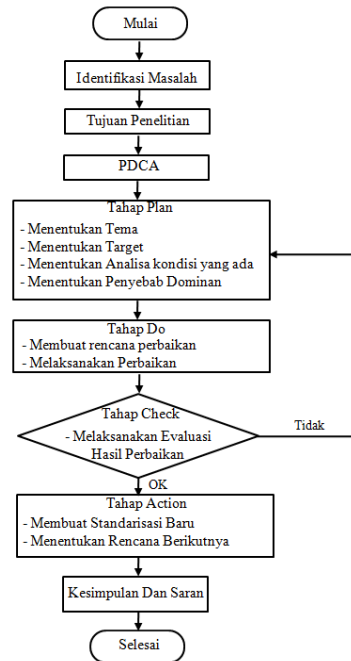 Mulai
Identifikasi Masalah
Tujuan Penelitian
PDCA
Tahap Plan
- Menentukan Tema
- Menentukan Target
- Menentukan Analisa kondisi yang ada
- Menentukan Penyebab Dominan
Tahap Do
- Membuat rencana perbaikan
- Melaksanakan Perbaikan
Tahap Check
- Melaksanakan Evaluasi
Hasil Perbaikan
Tidak
OK
Tahap Action
- Membuat Standarisasi Baru
- Menentukan Rencana Berikutnya
Kesimpulan Dan Saran
Selesai